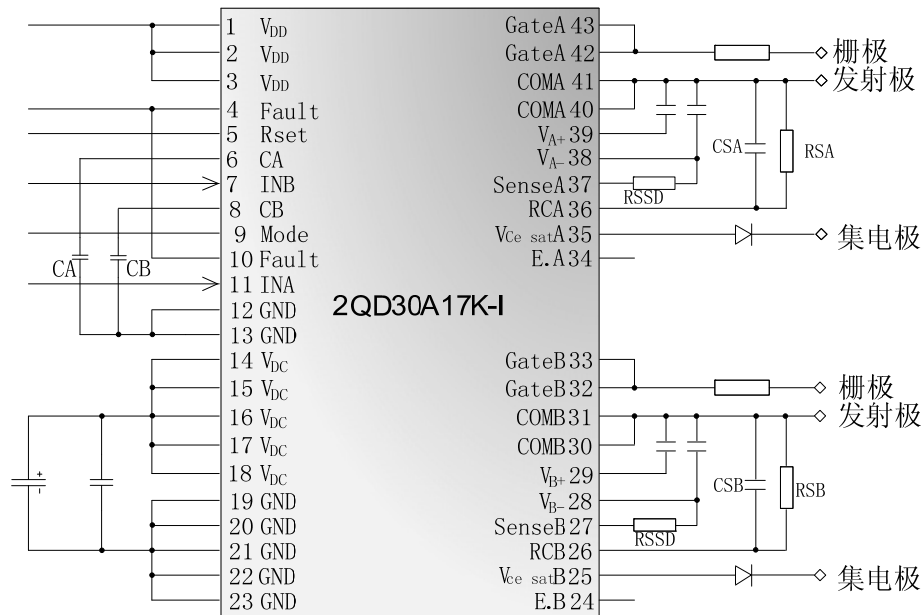 1 VDD
2 VDD
3 VDD
4 Fault
5 Rset
6 CA
7 INB
8 CB
9 Mode
10 Fault
11 INA
12 GND
13 GND
14 VDC
15 VDC
16 VDC
17 VDC
18 VDC
19 GND
20 GND
21 GND
22 GND
23 GND
CA
CB
+
-
2QD30A17K-I
GateA 43
GateA 42
COMA 41
COMA 40
VA+ 39
VA- 38
SenseA 37
RCA 36
VCe satA 35
E.A 34
GateB 33
GateB 32
COMB 31
COMB 30
VB+ 29
VB- 28
SenseB 27
RCB 26
VCe satB 25
E.B 24
栅极
发射极
CSA
RSA
RSSD
集电极
栅极
发射极
CSB
RSB
RSSD
集电极